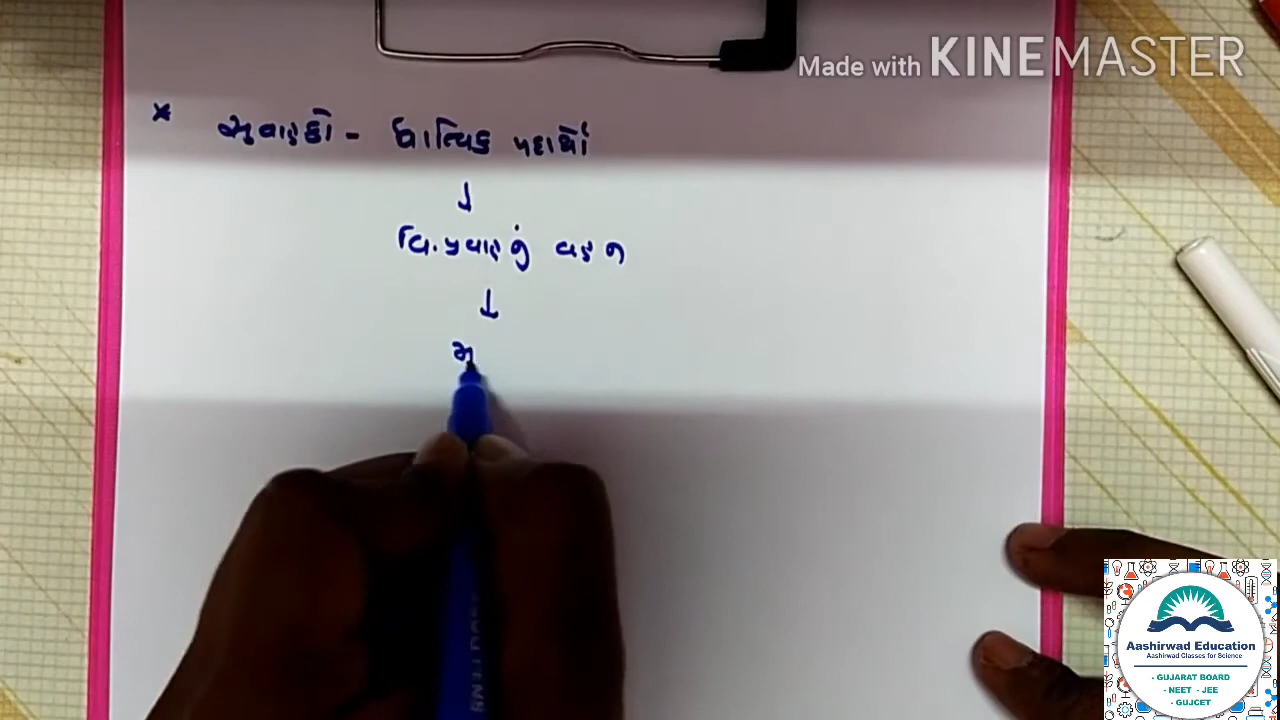 Made with KINEMASTER
* સુવાહકો - ધાત્વિક પદાર્થો
↓
વિ.પ્રવાહનું વહન
↓
મુ
Aashirwad Education
Aashirwad Classes for Science
- GUJARAT BOARD
- NEET - JEE
- GUJCET